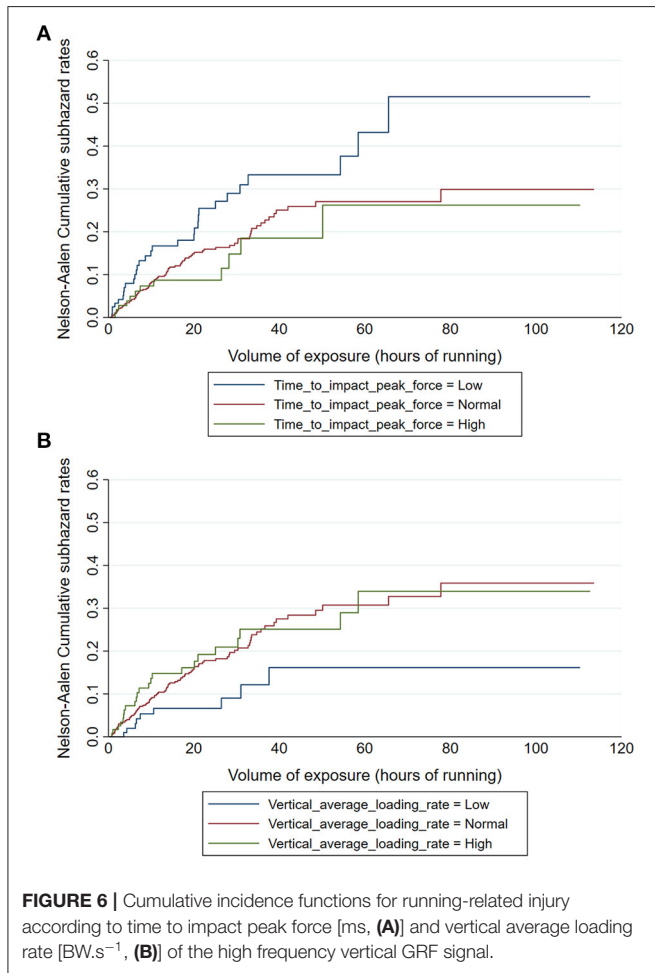 A
Nelson-Aalen Cumulative subhazard rates
0.6
0.5
0.4
0.3
0.2
0.1
0.0
0 20 40 60 80 100 120
Volume of exposure (hours of running)
Time_to_impact_peak_force = Low
Time_to_impact_peak_force = Normal
Time_to_impact_peak_force = High
B
Nelson-Aalen Cumulative subhazard rates
0.6
0.5
0.4
0.3
0.2
0.1
0.0
0 20 40 60 80 100 120
Volume of exposure (hours of running)
Vertical_average_loading_rate = Low
Vertical_average_loading_rate = Normal
Vertical_average_loading_rate = High
FIGURE 6 | Cumulative incidence functions for running-related injury
according to time to impact peak force [ms, (A)] and vertical average loading
rate [BW.s⁻¹, (B)] of the high frequency vertical GRF signal.